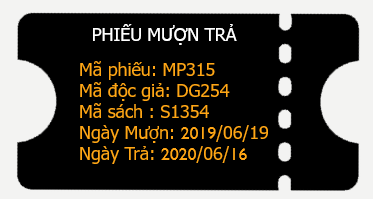 PHIẾU MƯỢN TRẢ
Mã phiếu: MP315
Mã độc giả: DG254
Mã sách : S1354
Ngày Mượn: 2019/06/19
Ngày Trả: 2020/06/16